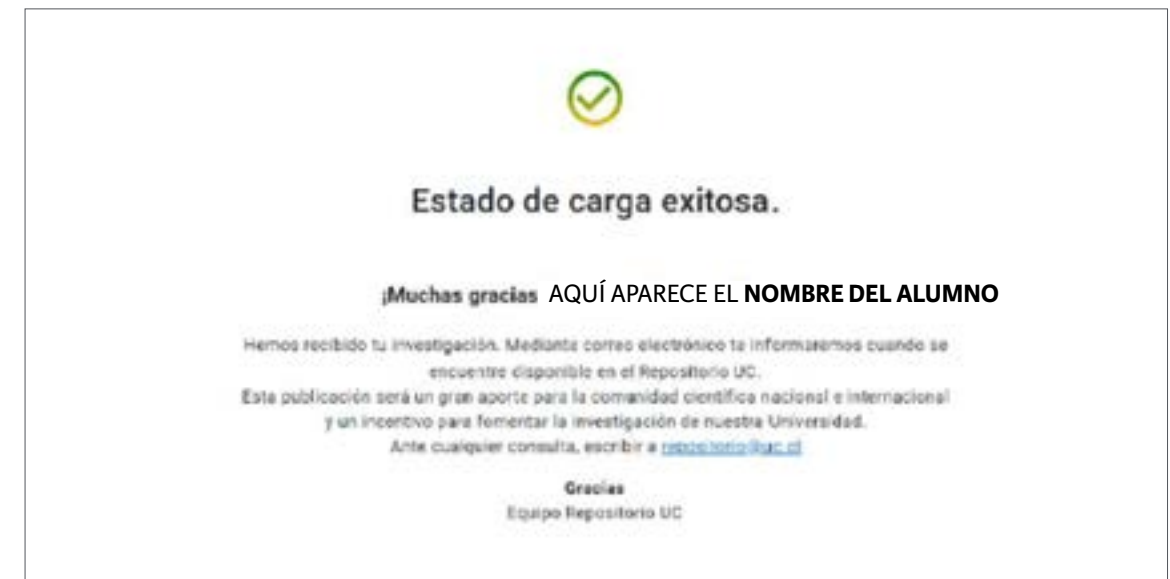 Estado de carga exitosa.
¡Muchas gracias AQUÍ APARECE EL NOMBRE DEL ALUMNO
Hemos recibido tu investigación. Mediante correo electrónico te informaremos cuando se
encuentre disponible en el Repositorio UC.
Esta publicación será un gran aporte para la comunidad científica nacional e internacional
y un incentivo para fomentar la investigación de nuestra Universidad.
Ante cualquier consulta, escribir a repositorio@uc.cl
Gracias
Equipo Repositorio UC